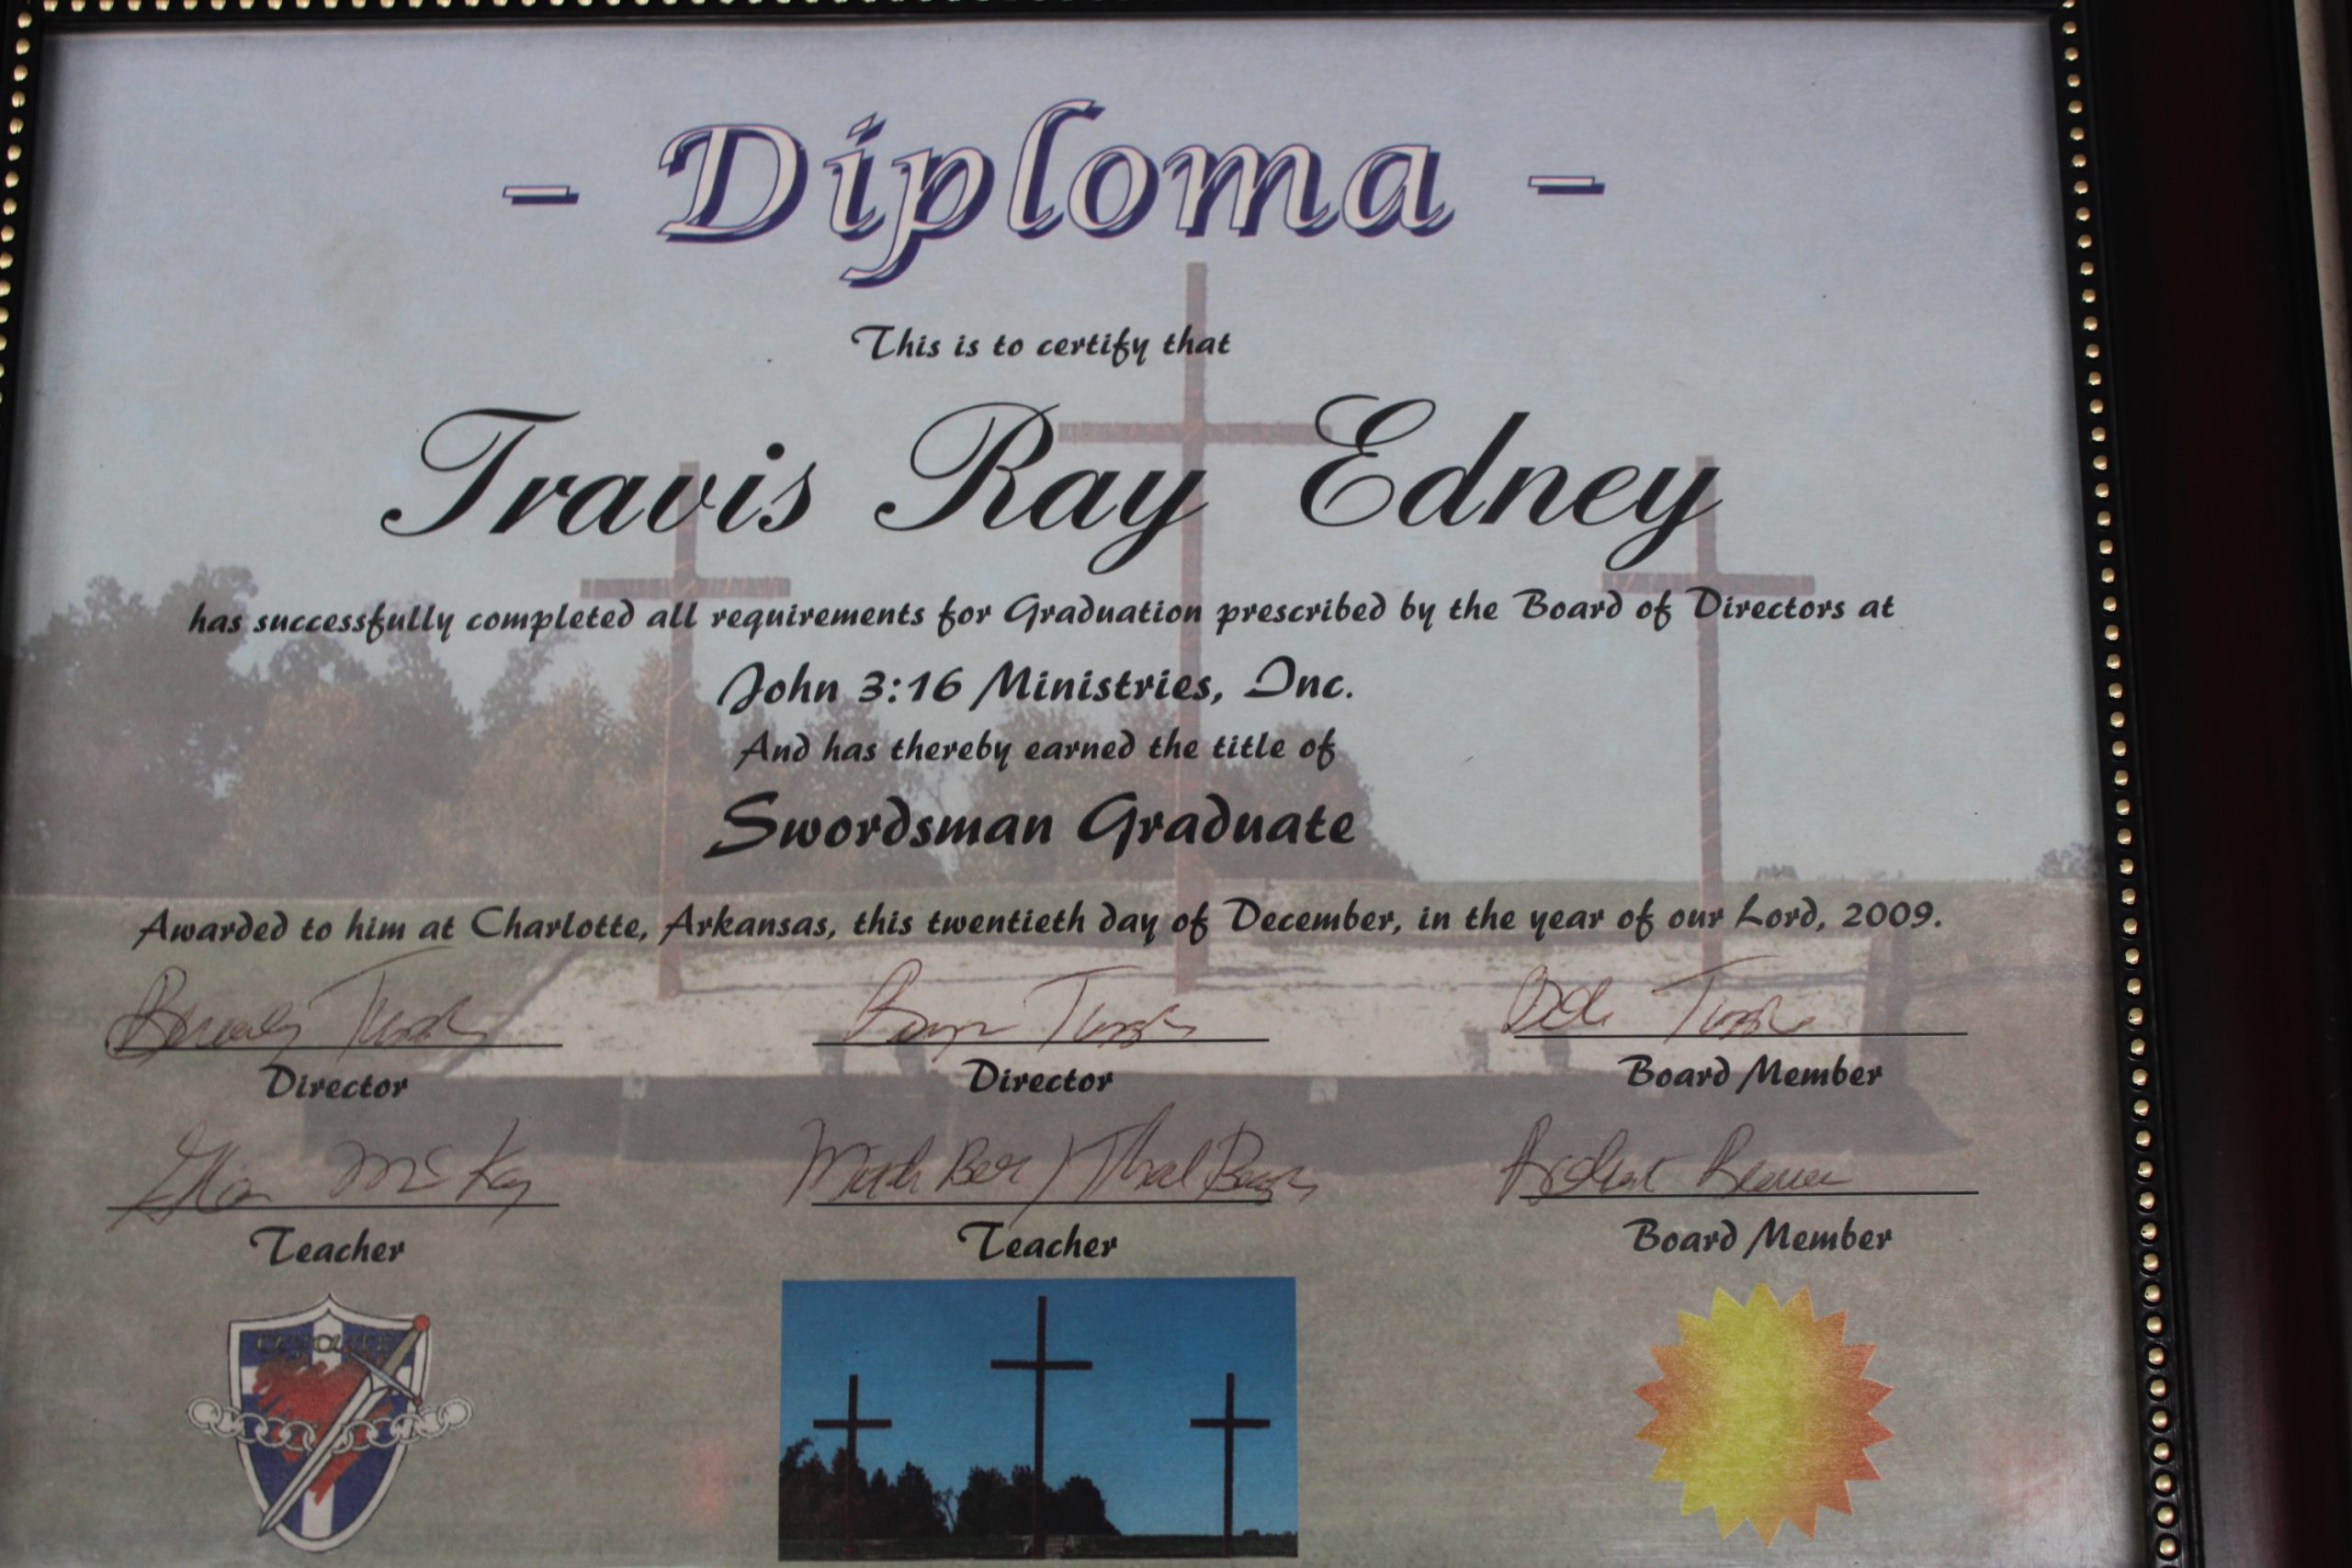 - Diploma -
This is to certify that
Travis Ray Edney
has successfully completed all requirements for Graduation prescribed by the Board of Directors at
John 3:16 Ministries, Inc.
And has thereby earned the title of
Swordsman Graduate
Awarded to him at Charlotte, Arkansas, this twentieth day of December, in the year of our Lord, 2009.
Beverly
Director Director Board Member
McKay
Teacher Teacher Board Member